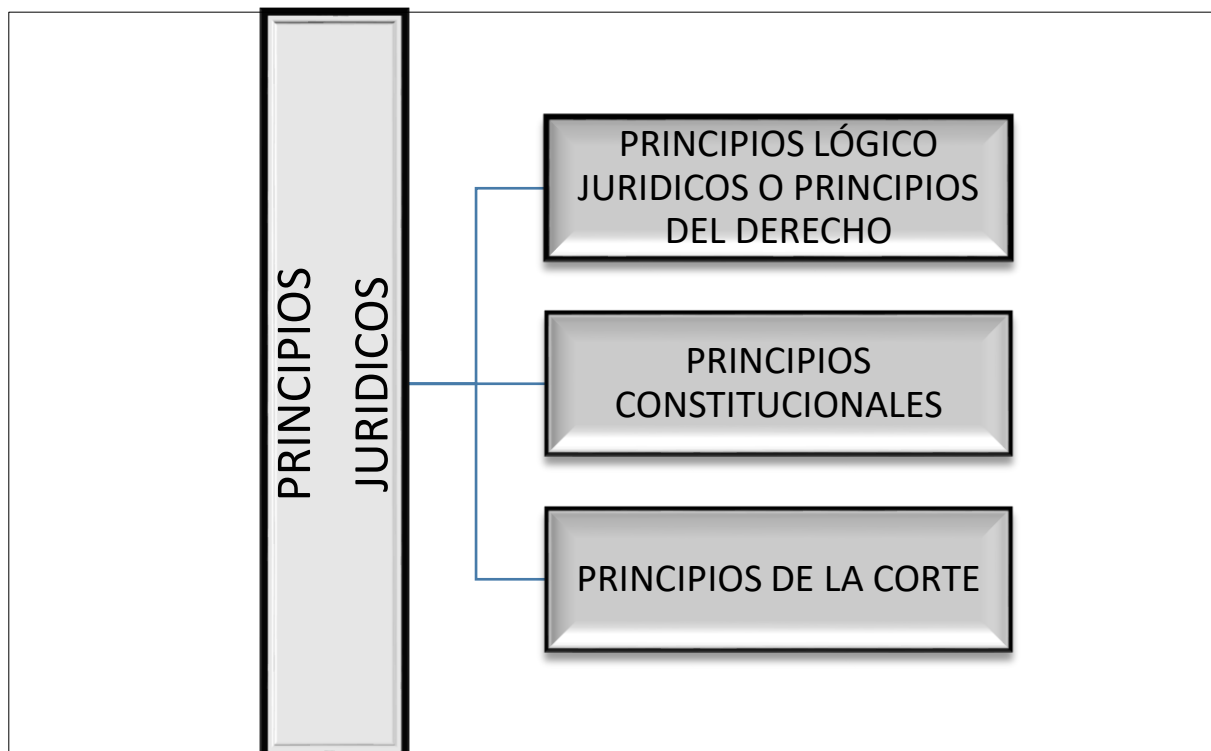 PRINCIPIOS
JURIDICOS
PRINCIPIOS LÓGICO
JURIDICOS O PRINCIPIOS
DEL DERECHO
PRINCIPIOS
CONSTITUCIONALES
PRINCIPIOS DE LA CORTE